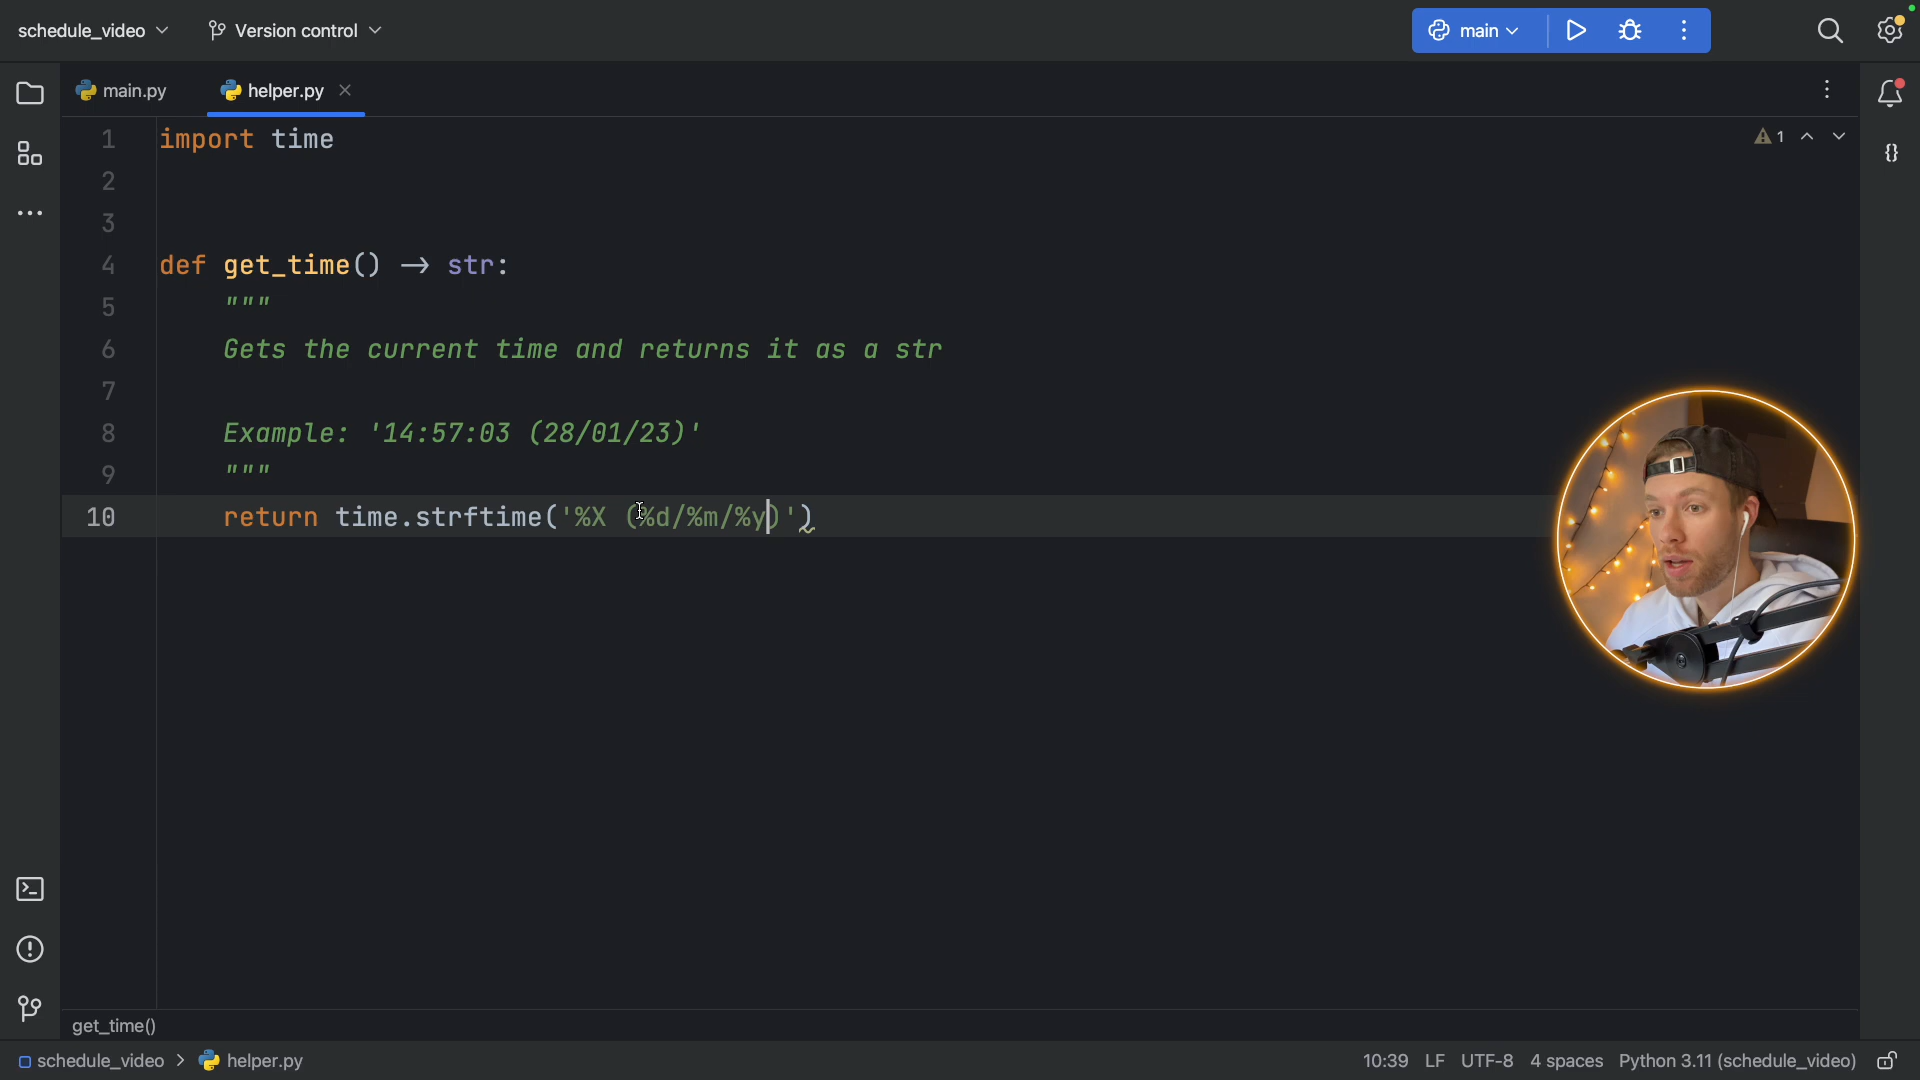 schedule_video Version control main
main.py helper.py
1 import time 1
2
3
4 def get_time() → str:
5 """
6 Gets the current time and returns it as a str
7
8 Example: '14:57:03 (28/01/23)'
9 """
10 return time.strftime('%X (%d/%m/%y)')
get_time()
schedule_video > helper.py 10:39 LF UTF-8 4 spaces Python 3.11 (schedule_video)